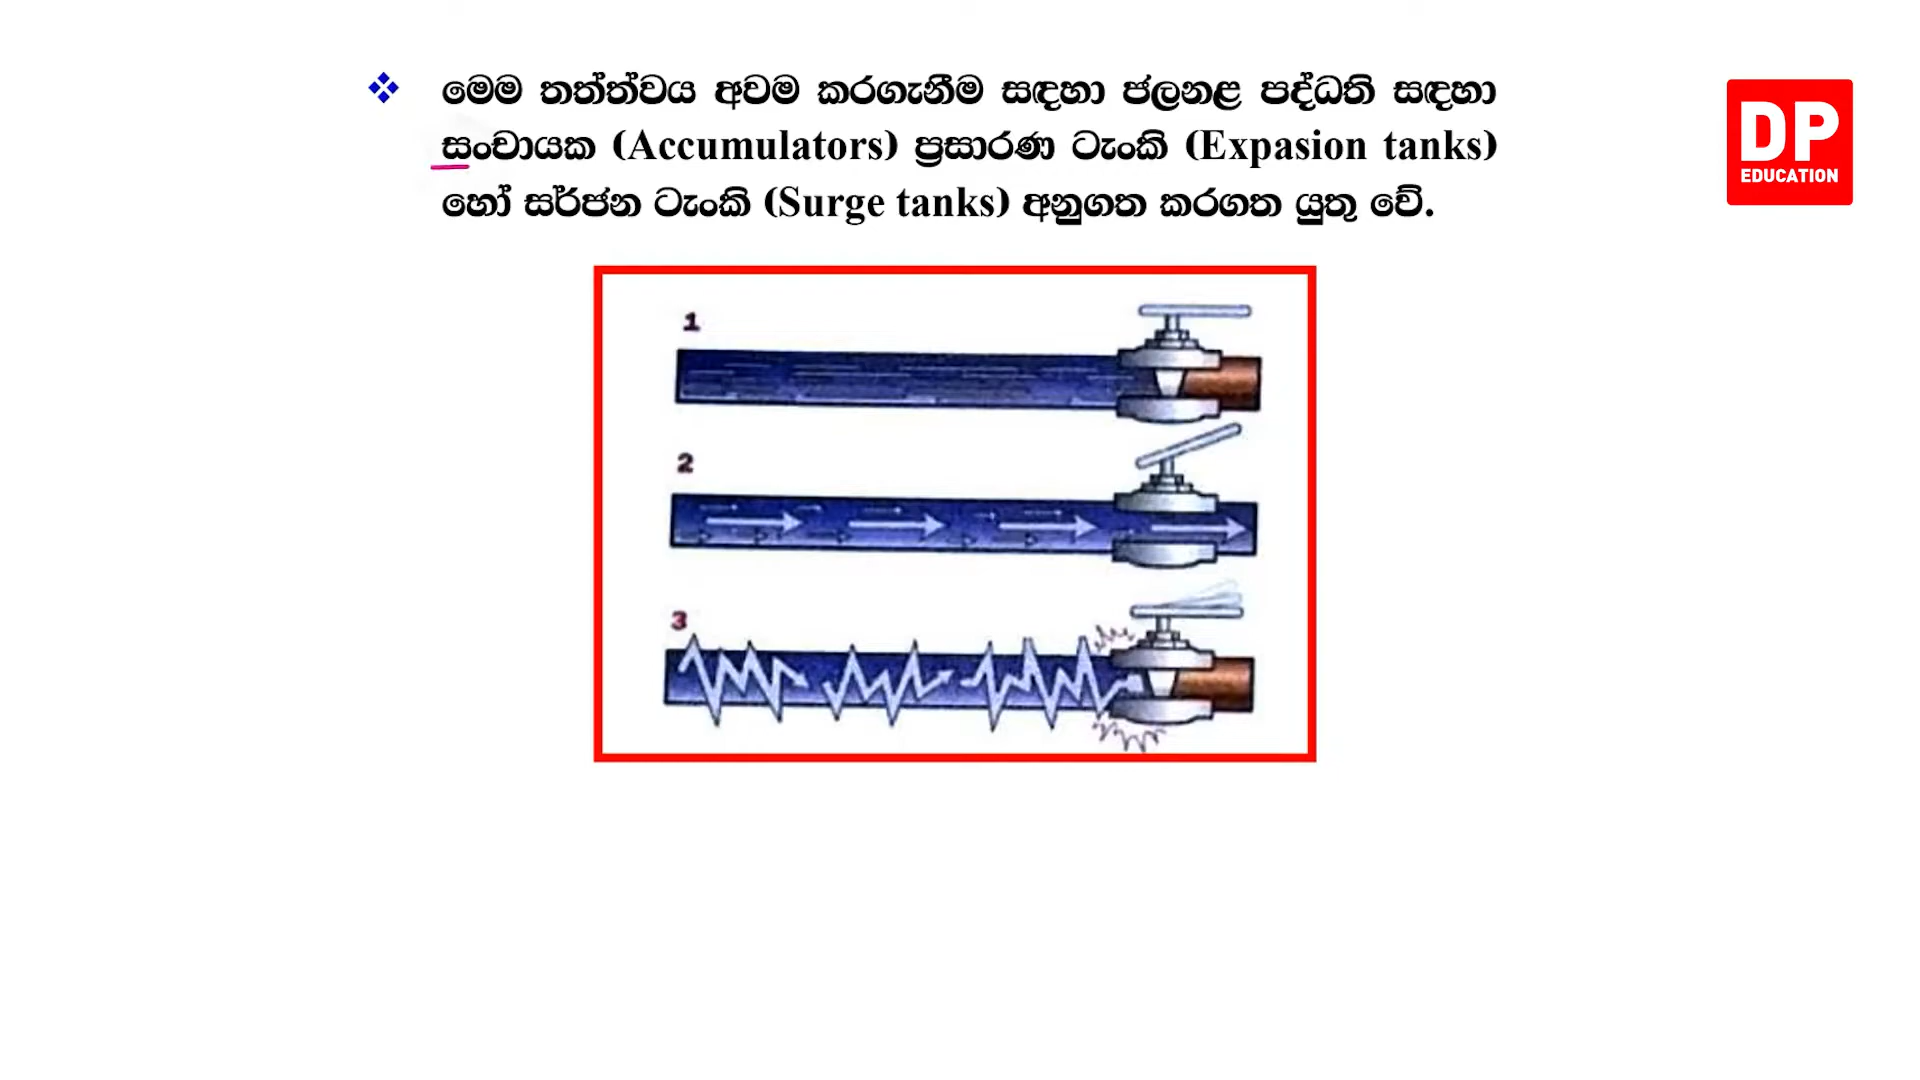 ❖ මෙම තත්ත්වය අවම කරගැනීම සඳහා ජලනළ පද්ධති සඳහා
සංචායක (Accumulators) ප්‍රසාරණ ටැංකි (Expasion tanks)
හෝ සර්ජන ටැංකි (Surge tanks) අනුගත කරගත යුතු වේ.
DP
EDUCATION
1
2
3